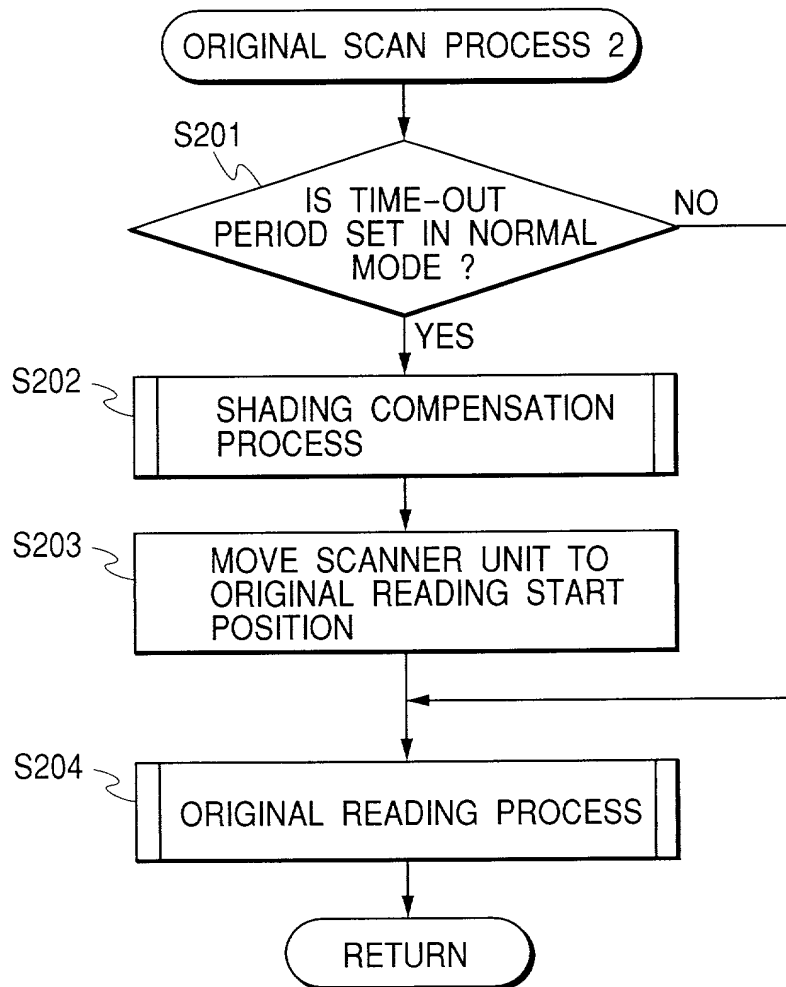 ORIGINAL SCAN PROCESS 2
S201
IS TIME-OUT
PERIOD SET IN NORMAL
MODE ?
NO
YES
S202
SHADING COMPENSATION
PROCESS
S203
MOVE SCANNER UNIT TO
ORIGINAL READING START
POSITION
S204
ORIGINAL READING PROCESS
RETURN